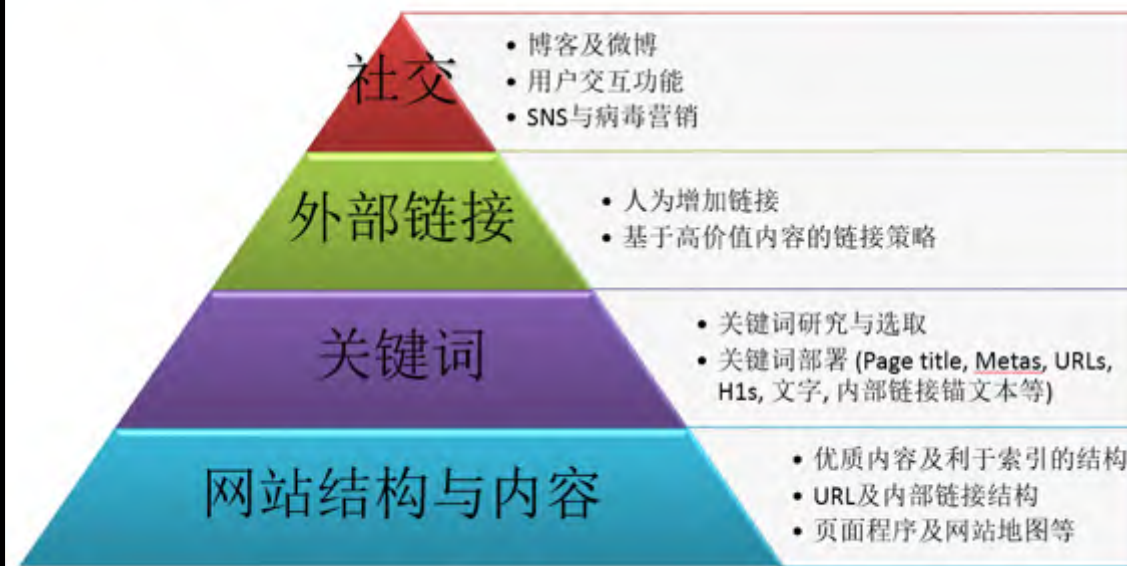 社交
• 博客及微博
• 用户交互功能
• SNS与病毒营销
外部链接
• 人为增加链接
• 基于高价值内容的链接策略
关键词
• 关键词研究与选取
• 关键词部署 (Page title, Metas, URLs,
H1s, 文字, 内部链接锚文本等)
网站结构与内容
• 优质内容及利于索引的结构
• URL及内部链接结构
• 页面程序及网站地图等